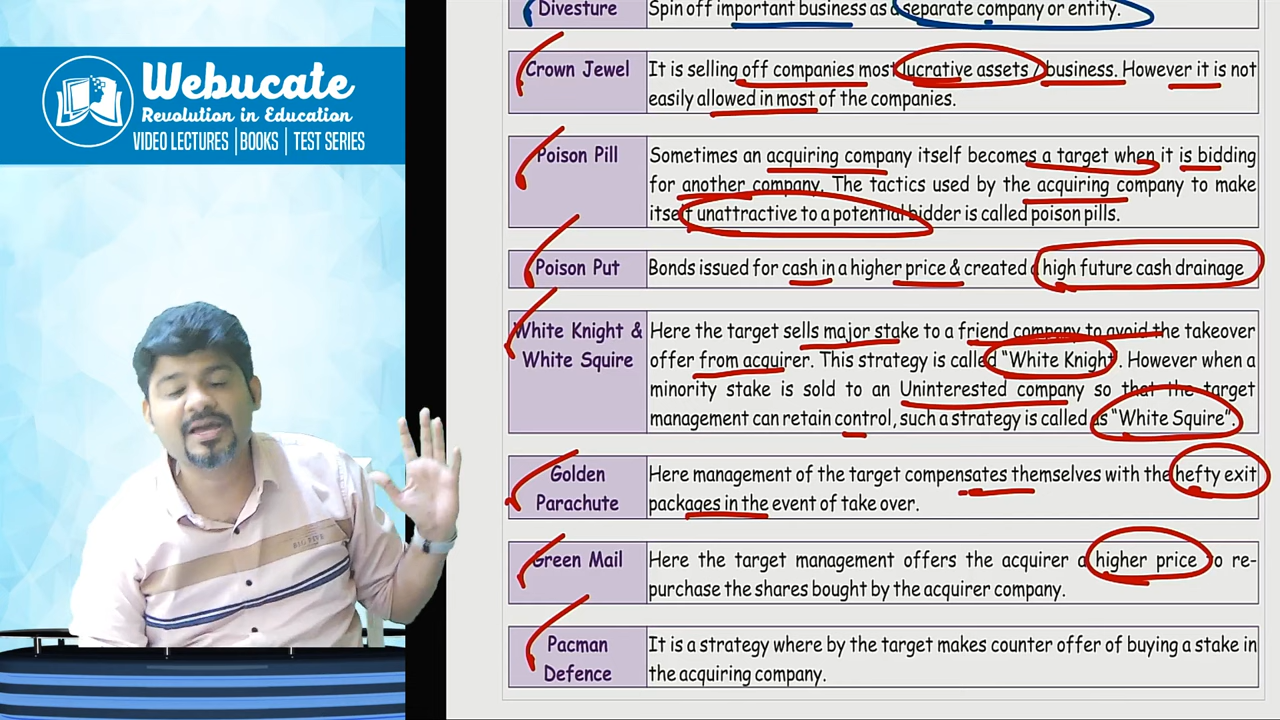 Webucate
Revolution in Education
VIDEO LECTURES | BOOKS | TEST SERIES
Divesture
Spin off important business as a separate company or entity.
Crown Jewel
It is selling off companies most lucrative assets / business. However it is not
easily allowed in most of the companies.
Poison Pill
Sometimes an acquiring company itself becomes a target when it is bidding
for another company. The tactics used by the acquiring company to make
itself unattractive to a potential bidder is called poison pills.
Poison Put
Bonds issued for cash in a higher price & created a high future cash drainage
White Knight &
White Squire
Here the target sells major stake to a friend company to avoid the takeover
offer from acquirer. This strategy is called "White Knight". However when a
minority stake is sold to an Uninterested company so that the target
management can retain control, such a strategy is called as "White Squire".
Golden
Parachute
Here management of the target compensates themselves with the hefty exit
packages in the event of take over.
Green Mail
Here the target management offers the acquirer a higher price to re-
purchase the shares bought by the acquirer company.
Pacman
Defence
It is a strategy where by the target makes counter offer of buying a stake in
the acquiring company.